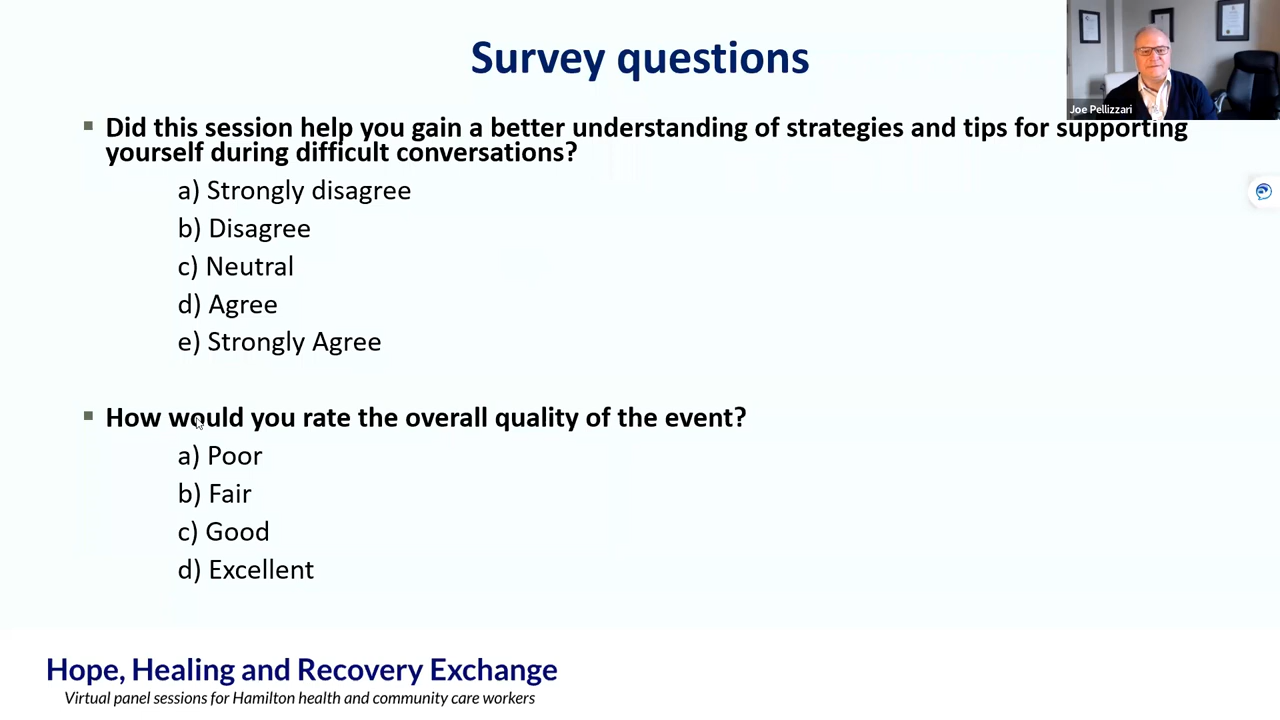 Survey questions
Joe Pellizzari
▪ Did this session help you gain a better understanding of strategies and tips for supporting
yourself during difficult conversations?
a) Strongly disagree
b) Disagree
c) Neutral
d) Agree
e) Strongly Agree
▪ How would you rate the overall quality of the event?
a) Poor
b) Fair
c) Good
d) Excellent
Hope, Healing and Recovery Exchange
Virtual panel sessions for Hamilton health and community care workers